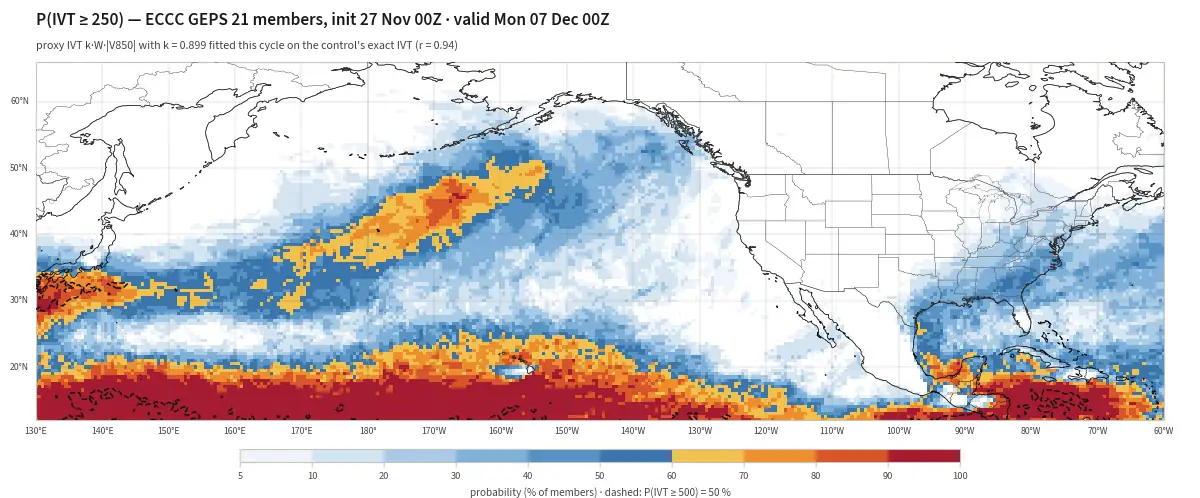 P(IVT ≥ 250) — ECCC GEPS 21 members, init 27 Nov 00Z · valid Mon 07 Dec 00Z
proxy IVT k·W·|V850| with k = 0.899 fitted this cycle on the control's exact IVT (r = 0.94)
60°N
50°N
40°N
30°N
20°N
130°E 140°E 150°E 160°E 170°E 180° 170°W 160°W 150°W 140°W 130°W 120°W 110°W 100°W 90°W 80°W 70°W 60°W
5 10 20 30 40 50 60 70 80 90 100
probability (% of members) · dashed: P(IVT ≥ 500) = 50 %